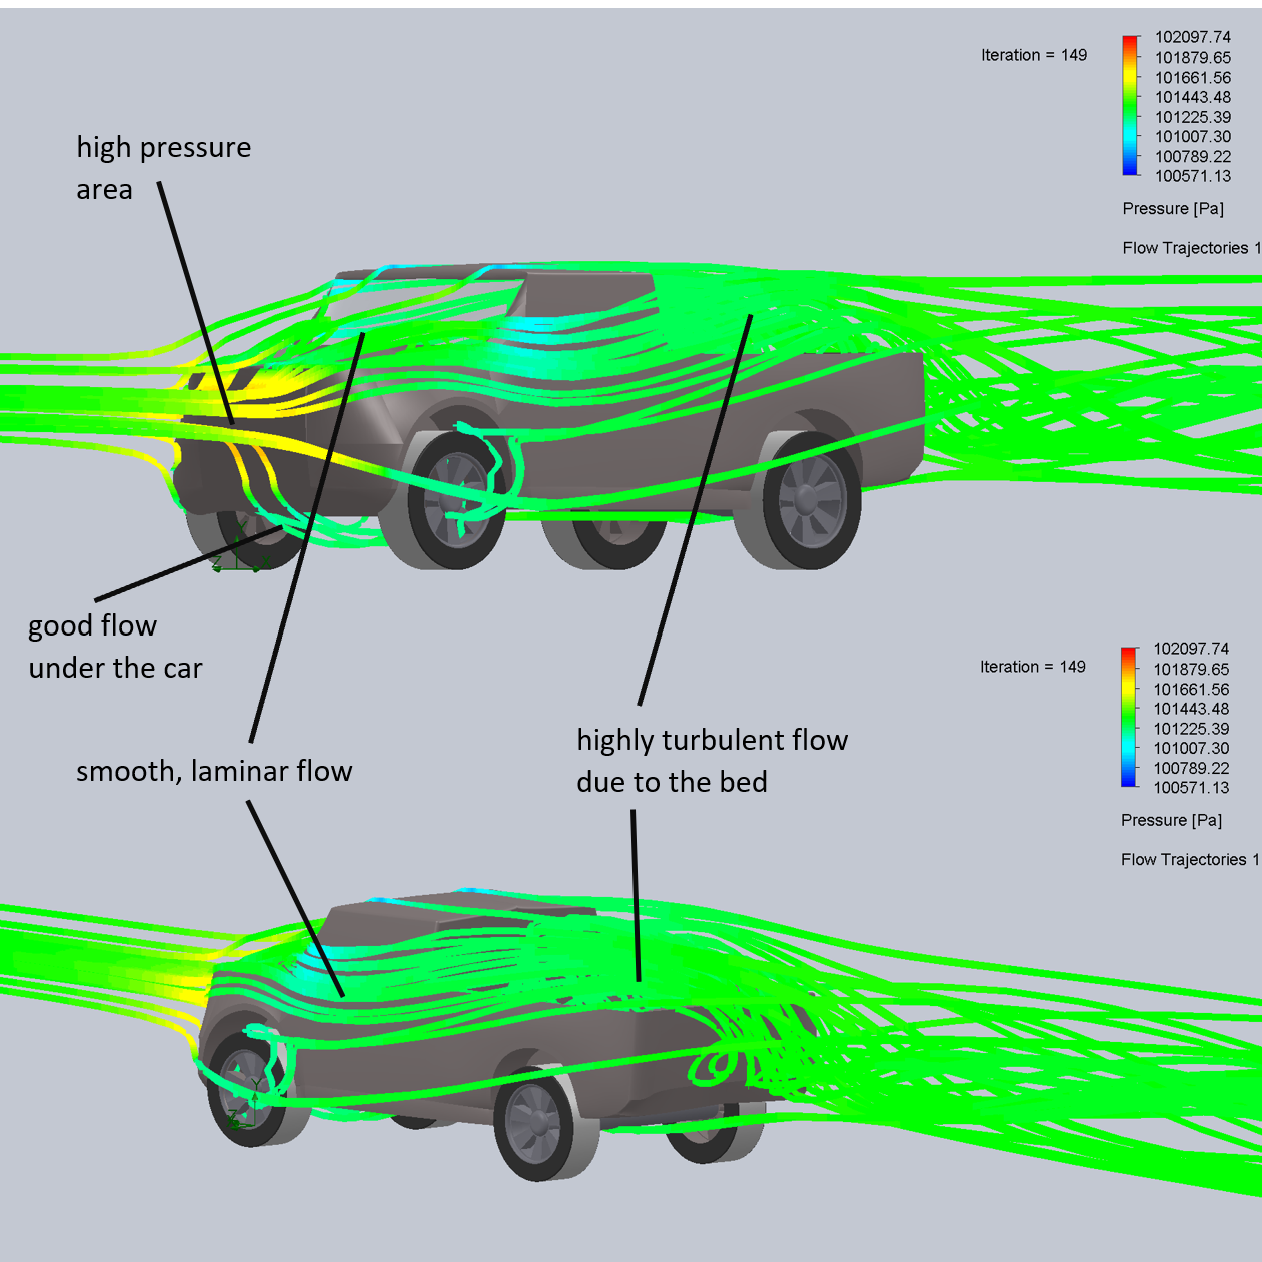 Iteration = 149
102097.74
101879.65
101661.56
101443.48
101225.39
101007.30
100789.22
100571.13
Pressure [Pa]
Flow Trajectories 1
high pressure
area
good flow
under the car
smooth, laminar flow
highly turbulent flow
due to the bed
Iteration = 149
102097.74
101879.65
101661.56
101443.48
101225.39
101007.30
100789.22
100571.13
Pressure [Pa]
Flow Trajectories 1
Y
Z